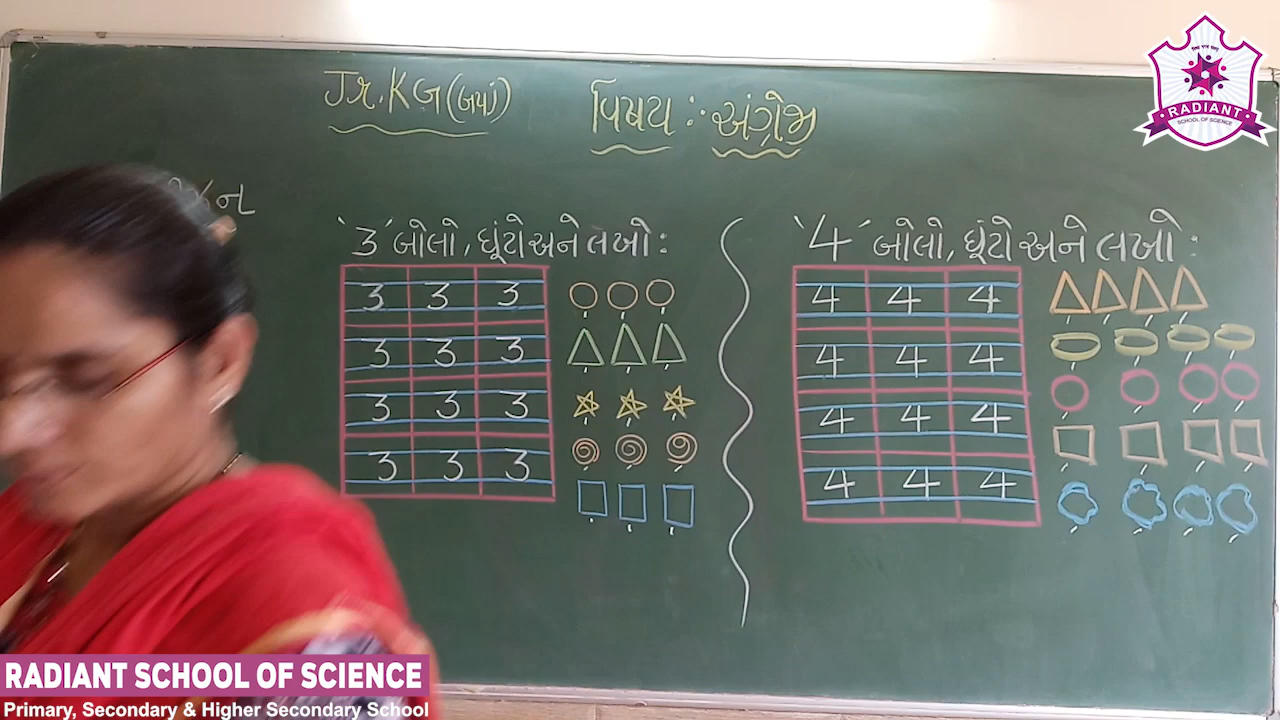 Jr. KG (જયાં)
વિષય :- અંગ્રેજી
'3' બોલો, ઘૂંટો અને લખો :
3 3 3
3 3 3
3 3 3
3 3 3
'4' બોલો, ઘૂંટો અને લખો :
4 4 4
4 4 4
4 4 4
4 4 4
RADIANT
SCHOOL OF SCIENCE
RADIANT SCHOOL OF SCIENCE
Primary, Secondary & Higher Secondary School